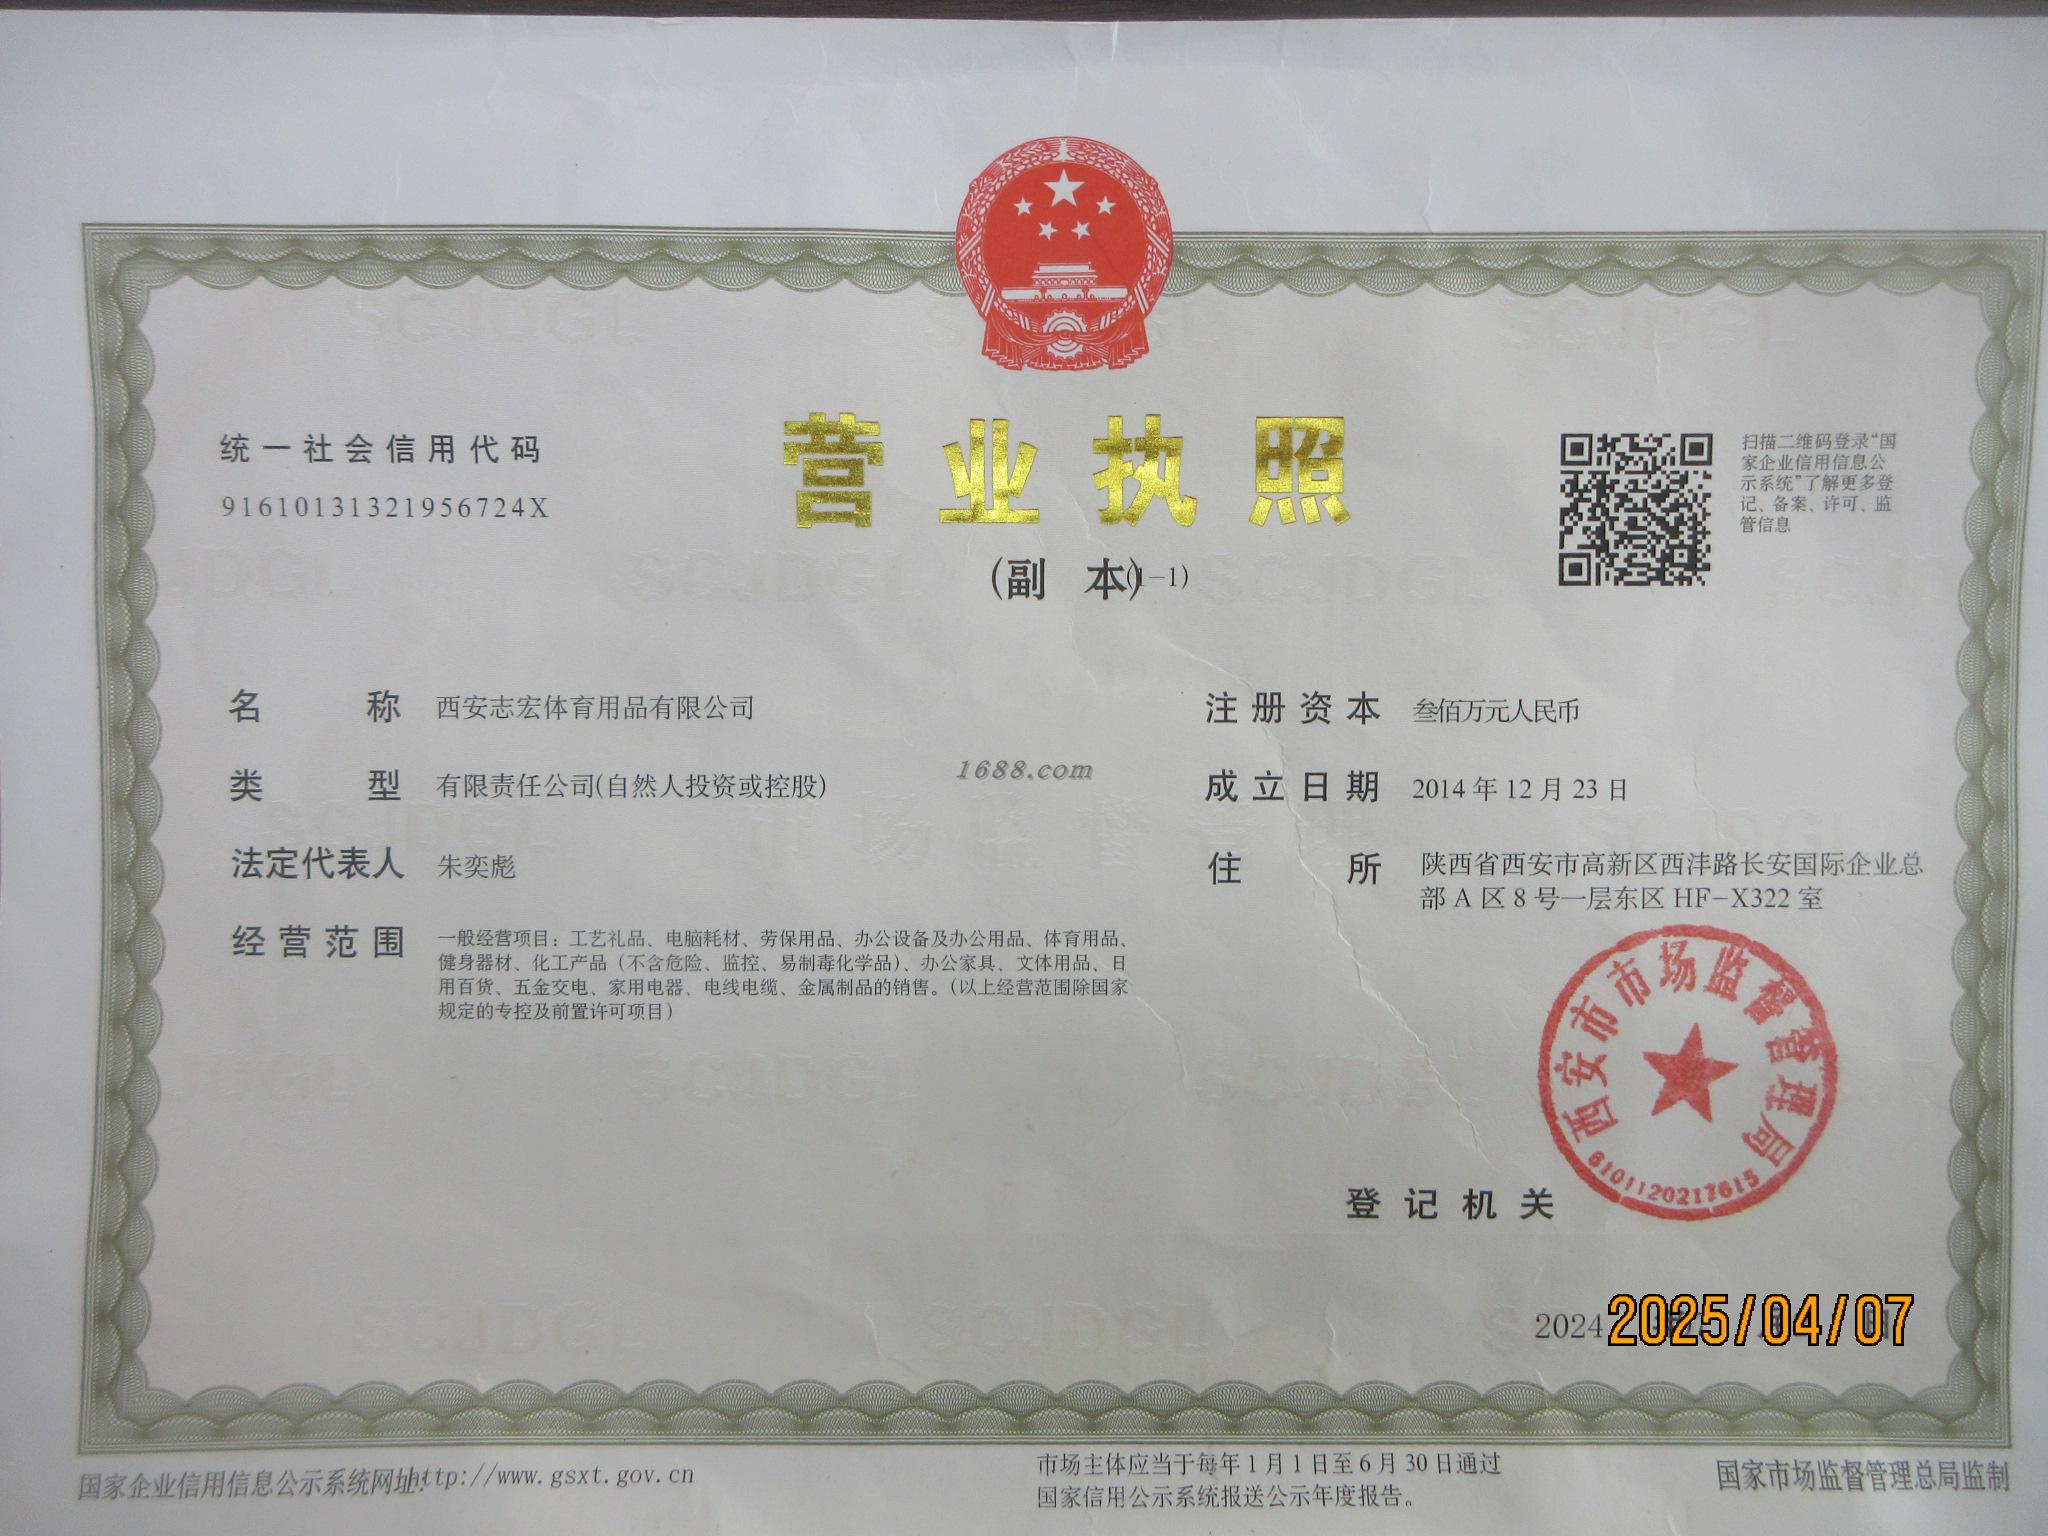 统一社会信用代码
91610131321956724X
营业执照
(副 本)(1-1)
扫描二维码登录“国
家企业信用信息公
示系统”了解更多登
记、备案、许可、监
管信息
名 称 西安志宏体育用品有限公司
类 型 有限责任公司(自然人投资或控股)
法定代表人 朱奕彪
经营范围 一般经营项目：工艺礼品、电脑耗材、劳保用品、办公设备及办公用品、体育用品、
健身器材、化工产品（不含危险、监控、易制毒化学品）、办公家具、文体用品、日
用百货、五金交电、家用电器、电线电缆、金属制品的销售。（以上经营范围除国家
规定的专控及前置许可项目）
1688.com
注册资本 叁佰万元人民币
成立日期 2014年12月23日
住 所 陕西省西安市高新区西沣路长安国际企业总
部A区8号一层东区HF-X322室
西安市市场监督管理局
6101120217615
登记机关
2024
2025/04/07
国家企业信用信息公示系统网址:http://www.gsxt.gov.cn
市场主体应当于每年1月1日至6月30日通过
国家信用公示系统报送公示年度报告。
国家市场监督管理总局监制